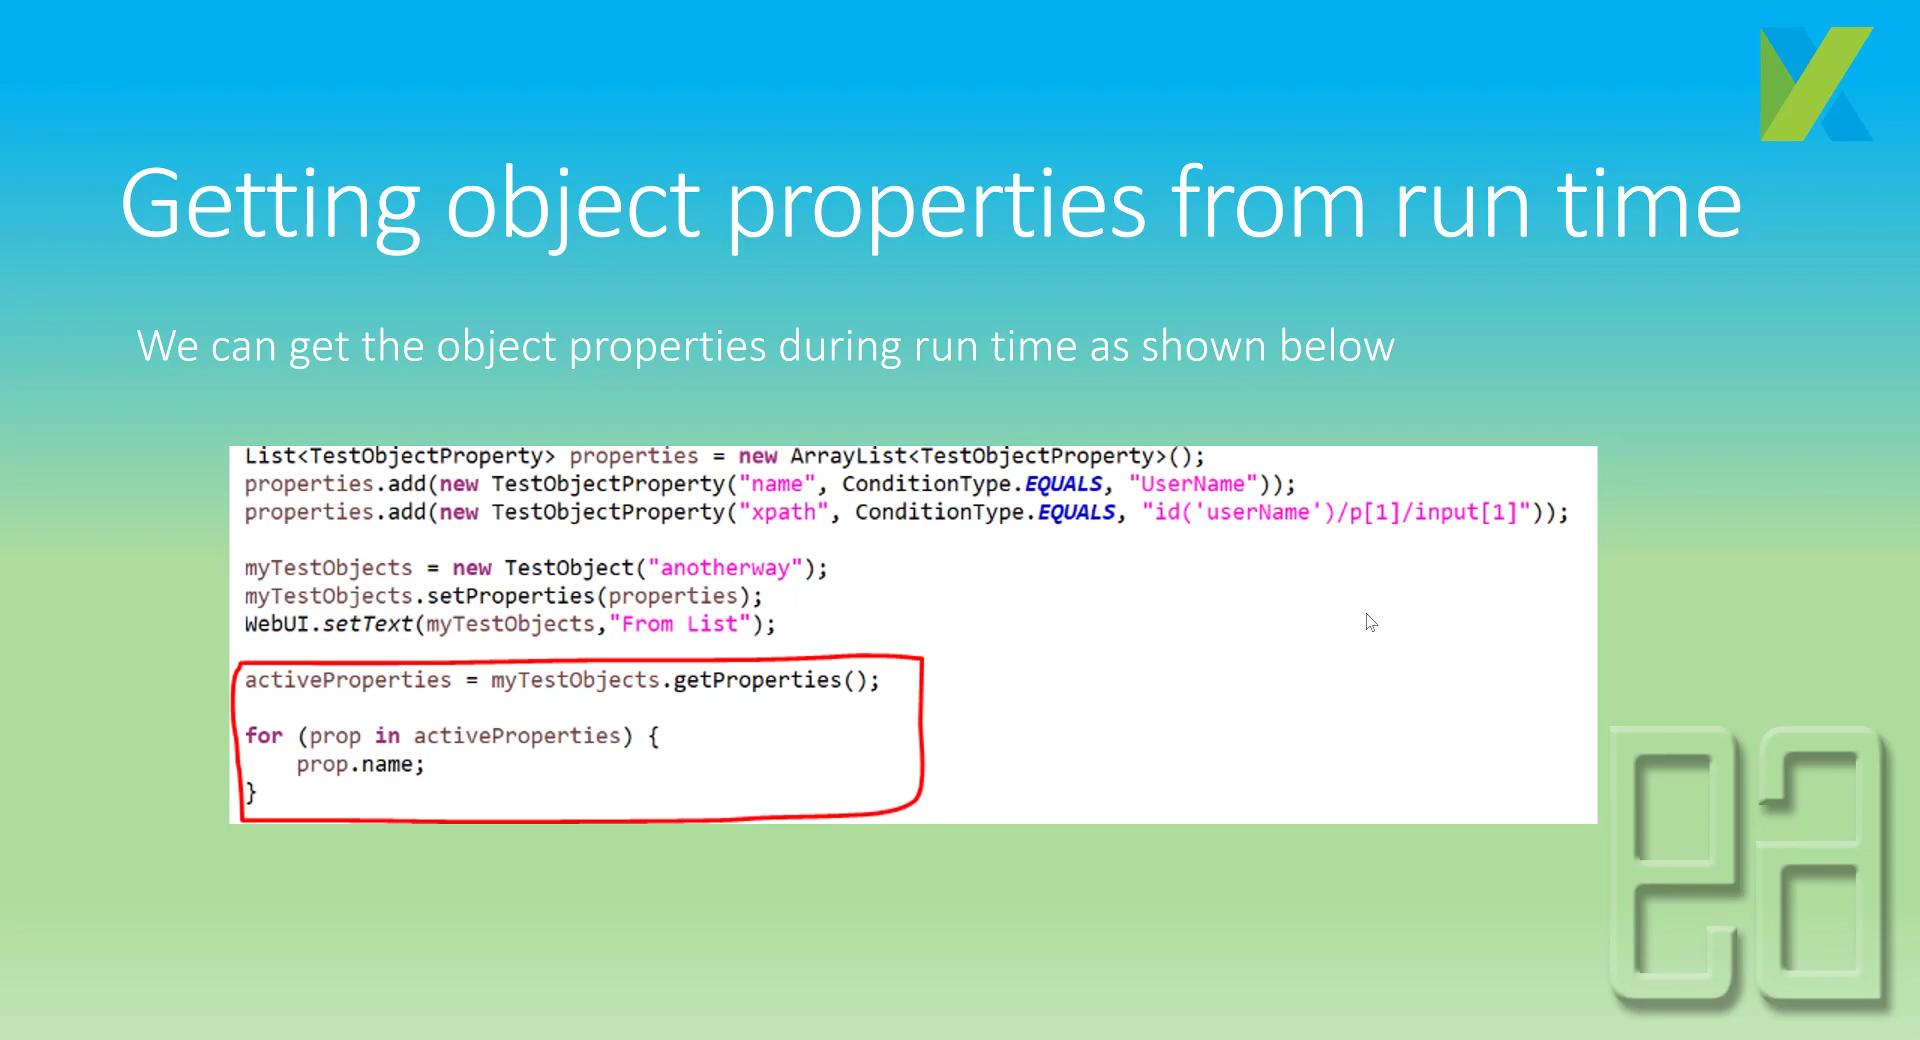 Getting object properties from run time
We can get the object properties during run time as shown below
List<TestObjectProperty> properties = new ArrayList<TestObjectProperty>();
properties.add(new TestObjectProperty("name", ConditionType.EQUALS, "UserName"));
properties.add(new TestObjectProperty("xpath", ConditionType.EQUALS, "id('userName')/p[1]/input[1]"));
myTestObjects = new TestObject("anotherway");
myTestObjects.setProperties(properties);
WebUI.setText(myTestObjects,"From List");
activeProperties = myTestObjects.getProperties();
for (prop in activeProperties) {
prop.name;
}
ea